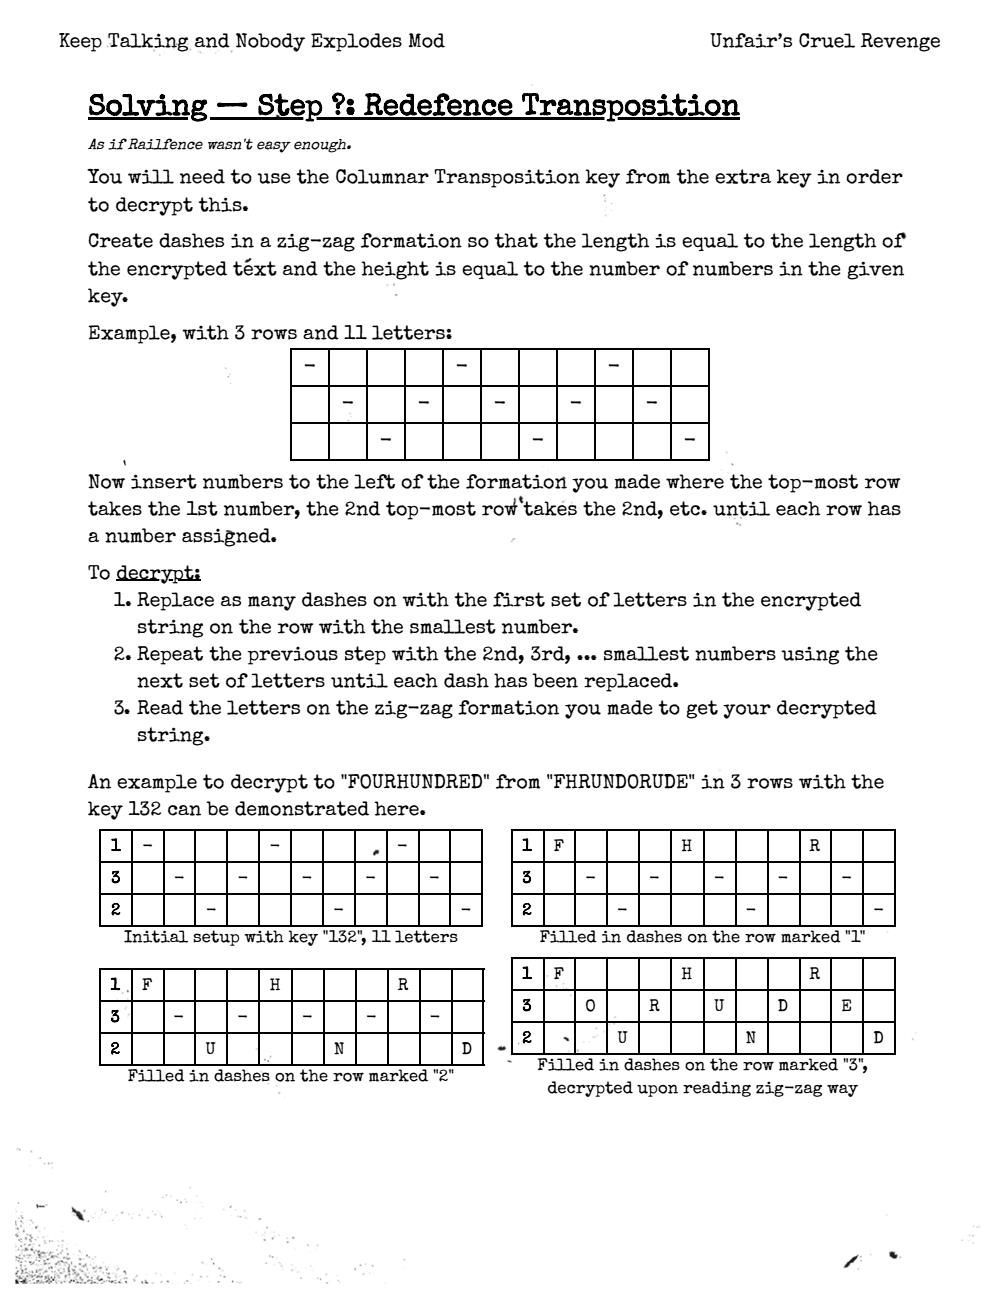 Keep Talking and Nobody Explodes Mod Unfair's Cruel Revenge
Solving — Step ?: Redefence Transposition
As if Railfence wasn't easy enough.
You will need to use the Columnar Transposition key from the extra key in order
to decrypt this.
Create dashes in a zig-zag formation so that the length is equal to the length of
the encrypted text and the height is equal to the number of numbers in the given
key.
Example, with 3 rows and 11 letters:
- - -
- - - - -
- - -
Now insert numbers to the left of the formation you made where the top-most row
takes the 1st number, the 2nd top-most row takes the 2nd, etc. until each row has
a number assigned.
To decrypt:
1. Replace as many dashes on with the first set of letters in the encrypted
string on the row with the smallest number.
2. Repeat the previous step with the 2nd, 3rd, ... smallest numbers using the
next set of letters until each dash has been replaced.
3. Read the letters on the zig-zag formation you made to get your decrypted
string.
An example to decrypt to "FOURHUNDRED" from "FHRUNDORUDE" in 3 rows with the
key 132 can be demonstrated here.
1 - - -
3 - - - - -
2 - - -
Initial setup with key "132", 11 letters
1 F H R
3 - - - - -
2 - - -
Filled in dashes on the row marked "1"
1 F H R
3 - - - - -
2 U N D
Filled in dashes on the row marked "2"
1 F H R
3 O R U D E
2 U N D
Filled in dashes on the row marked "3",
decrypted upon reading zig-zag way